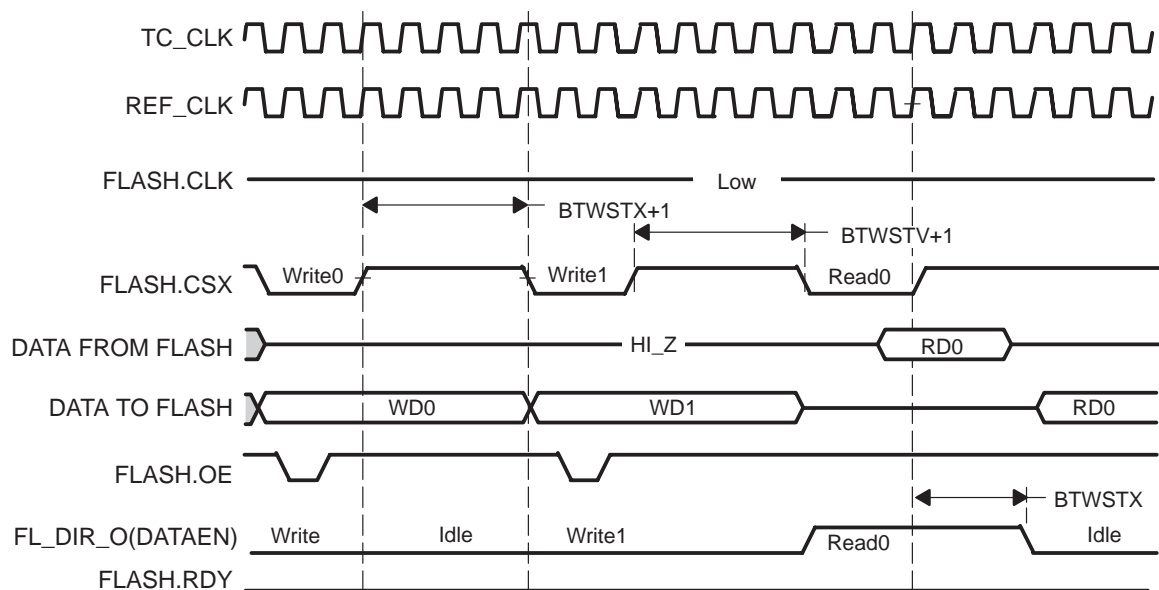 TC_CLK
REF_CLK
FLASH.CLK Low
BTWSTX+1
BTWSTV+1
FLASH.CSX Write0 Write1 Read0
DATA FROM FLASH HI_Z RD0
DATA TO FLASH WD0 WD1 RD0
FLASH.OE
BTWSTX
FL_DIR_O(DATAEN) Write Idle Write1 Read0 Idle
FLASH.RDY